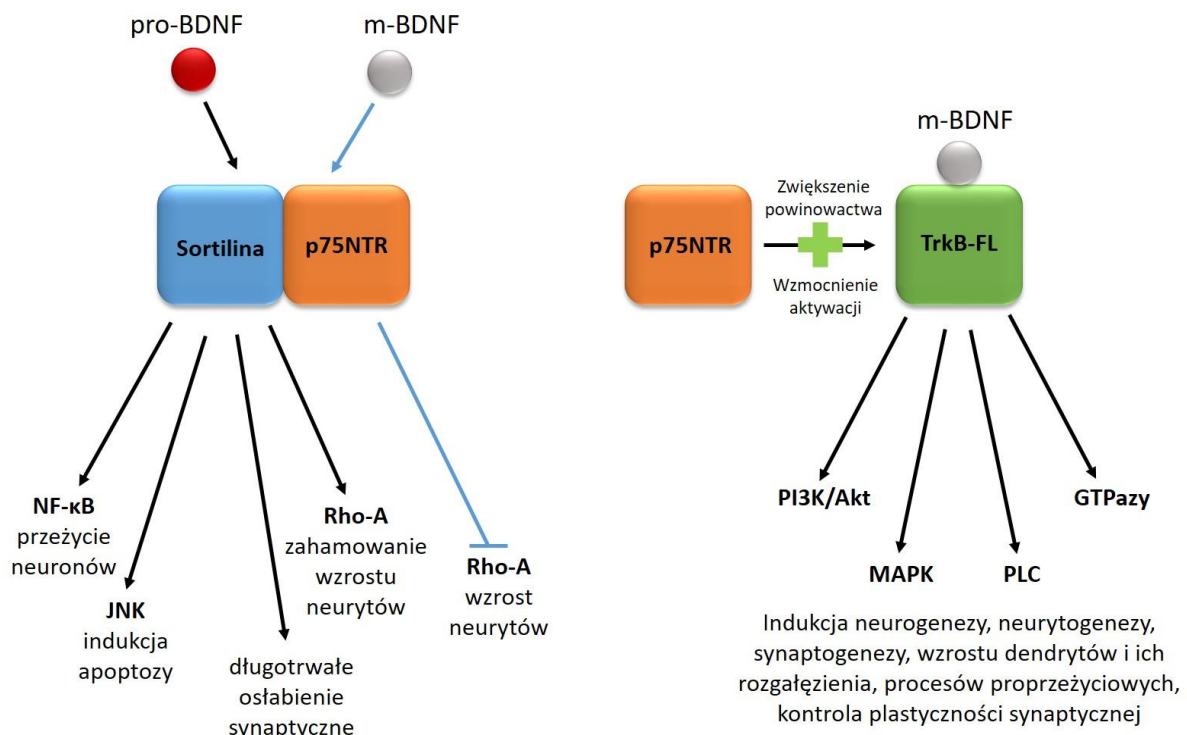 pro-BDNF
m-BDNF
Sortilina
p75NTR
NF-κB
przeżycie
neuronów
JNK
indukcja
apoptozy
długotrwałe
osłabienie
synaptyczne
Rho-A
zahamowanie
wzrostu
neurytów
Rho-A
wzrost
neurytów
m-BDNF
p75NTR
Zwiększenie
powinowactwa
Wzmocnienie
aktywacji
TrkB-FL
PI3K/Akt
MAPK
PLC
GTPazy
Indukcja neurogenezy, neurytogenezy,
synaptogenezy, wzrostu dendrytów i ich
rozgałęzienia, procesów proprzeżyciowych,
kontrola plastyczności synaptycznej